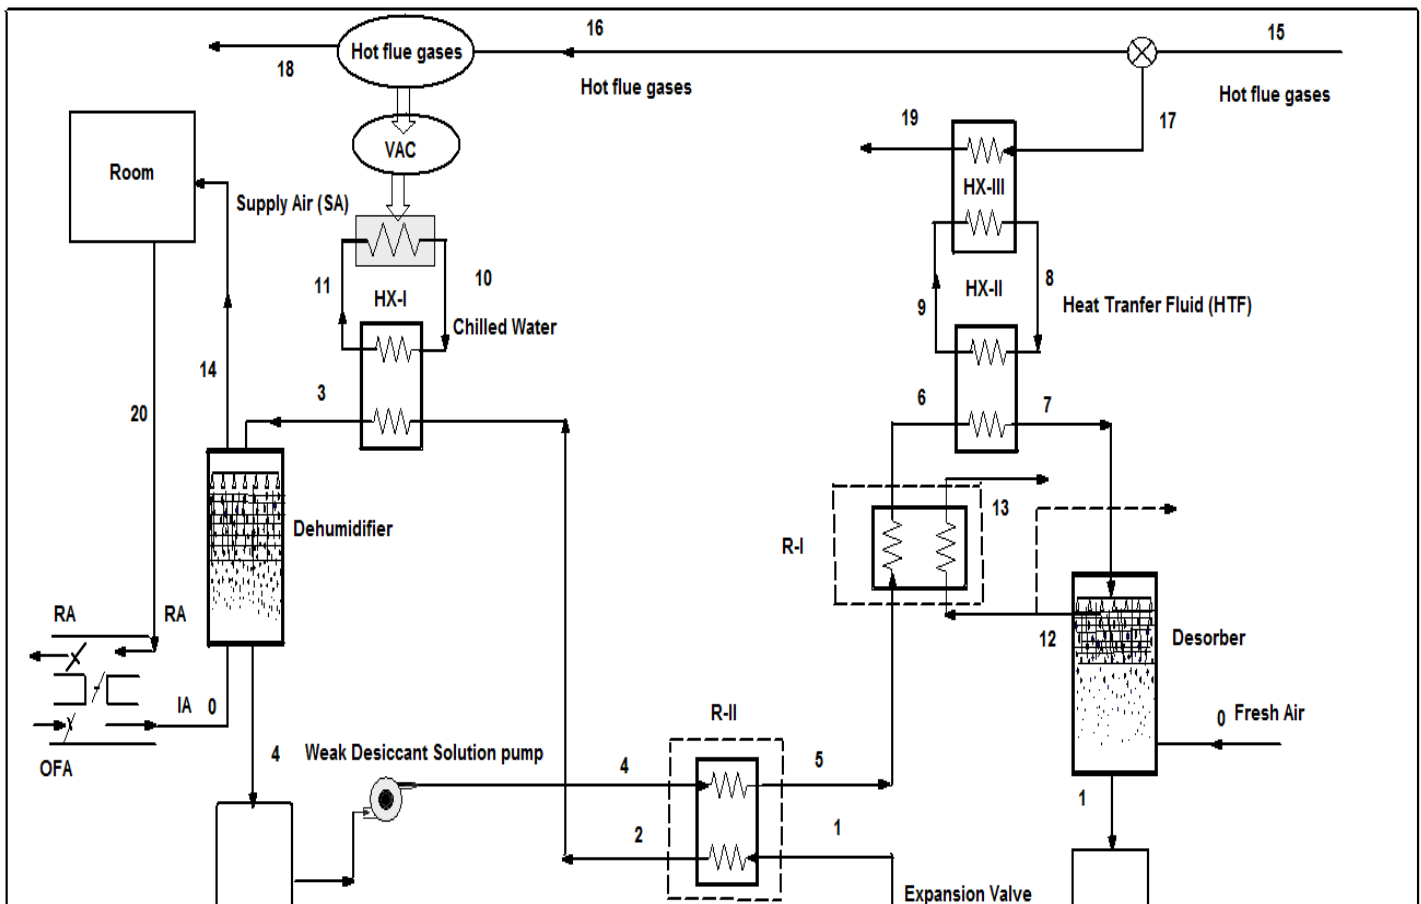 16
15
Hot flue gases
18
Hot flue gases
Hot flue gases
17
19
VAC
Room
HX-III
Supply Air (SA)
11
10
HX-I
HX-II
8
9
Heat Tranfer Fluid (HTF)
Chilled Water
14
3
20
6
7
13
Dehumidifier
R-I
RA
RA
12
Desorber
IA
0
R-II
0
Fresh Air
OFA
4
Weak Desiccant Solution pump
4
5
1
2
1
Expansion Valve